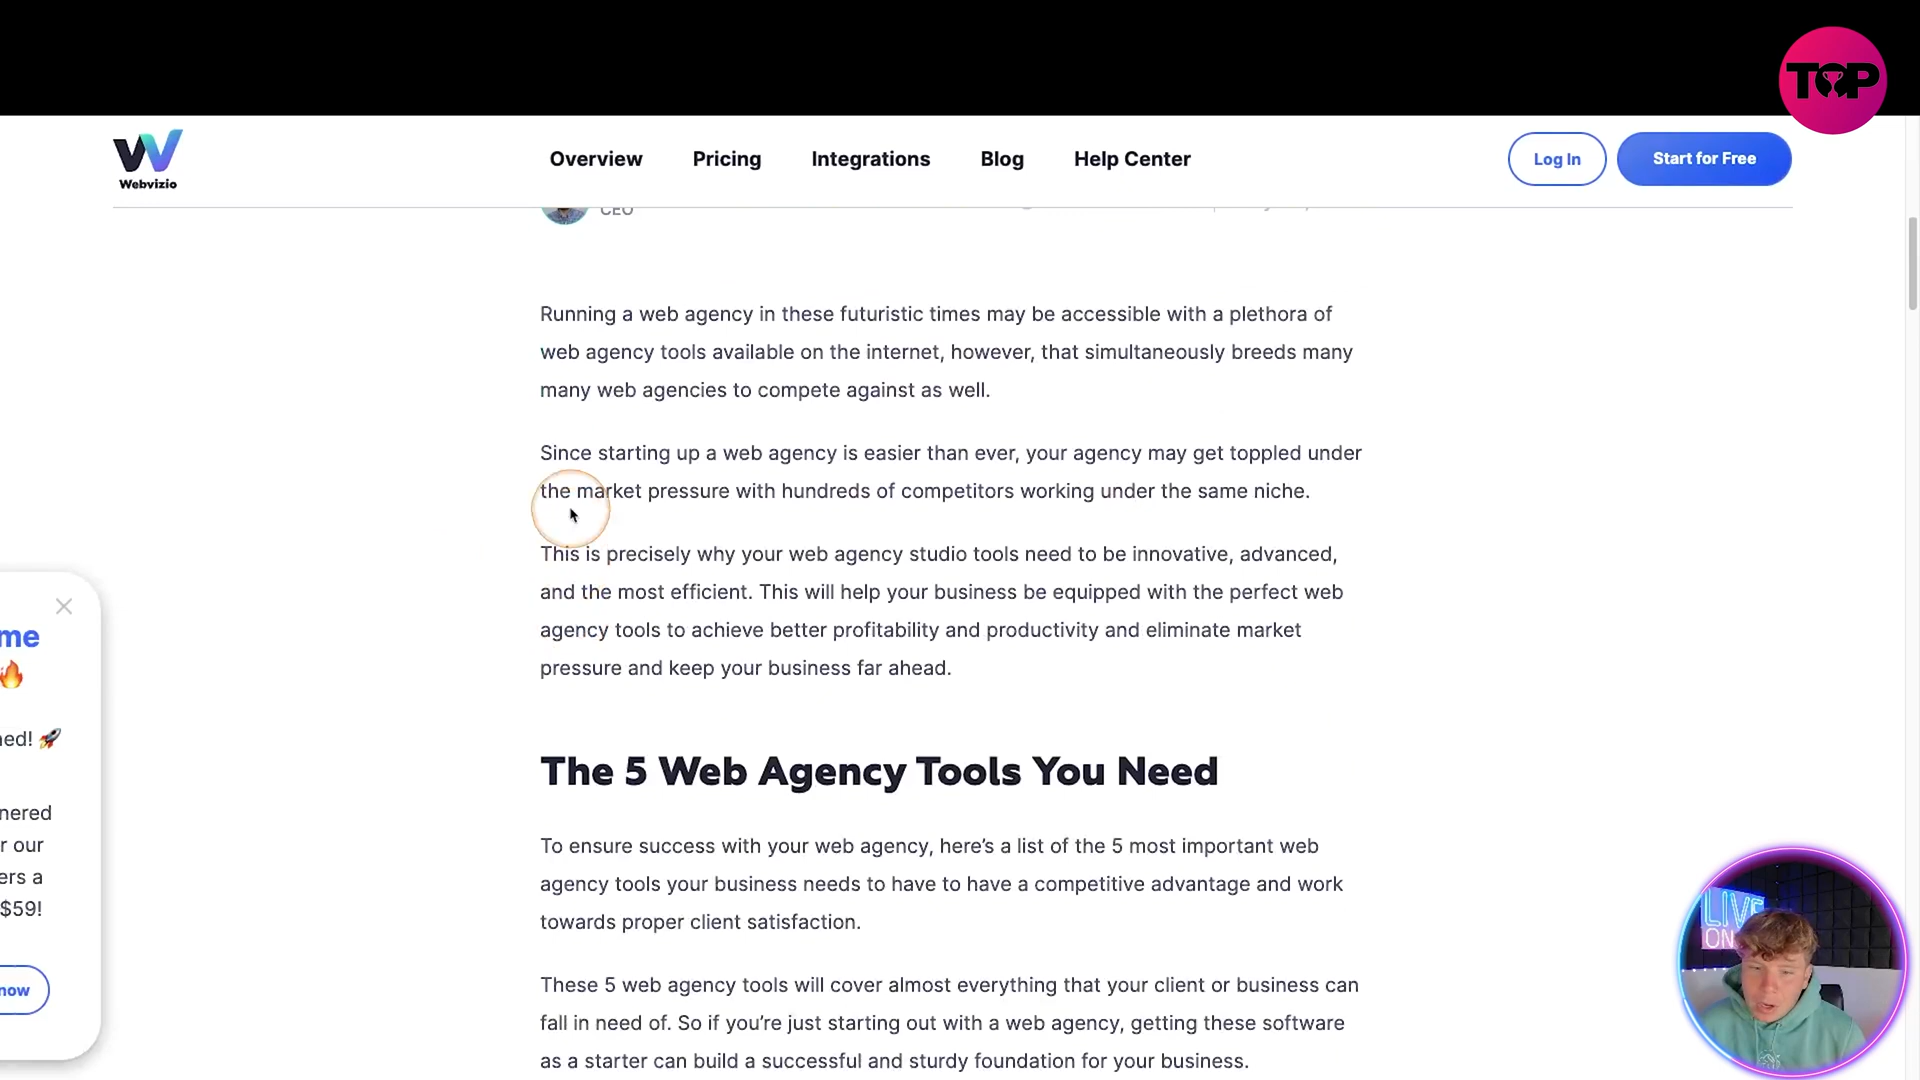 TOP
Webvizio
Overview
Pricing
Integrations
Blog
Help Center
Log In
Start for Free
CEO
Running a web agency in these futuristic times may be accessible with a plethora of
web agency tools available on the internet, however, that simultaneously breeds many
many web agencies to compete against as well.
Since starting up a web agency is easier than ever, your agency may get toppled under
the market pressure with hundreds of competitors working under the same niche.
This is precisely why your web agency studio tools need to be innovative, advanced,
and the most efficient. This will help your business be equipped with the perfect web
agency tools to achieve better profitability and productivity and eliminate market
pressure and keep your business far ahead.
me
ned! 🚀
nered
r our
ers a
$59!
now
The 5 Web Agency Tools You Need
To ensure success with your web agency, here’s a list of the 5 most important web
agency tools your business needs to have to have a competitive advantage and work
towards proper client satisfaction.
These 5 web agency tools will cover almost everything that your client or business can
fall in need of. So if you’re just starting out with a web agency, getting these software
as a starter can build a successful and sturdy foundation for your business.
LIVE
ON